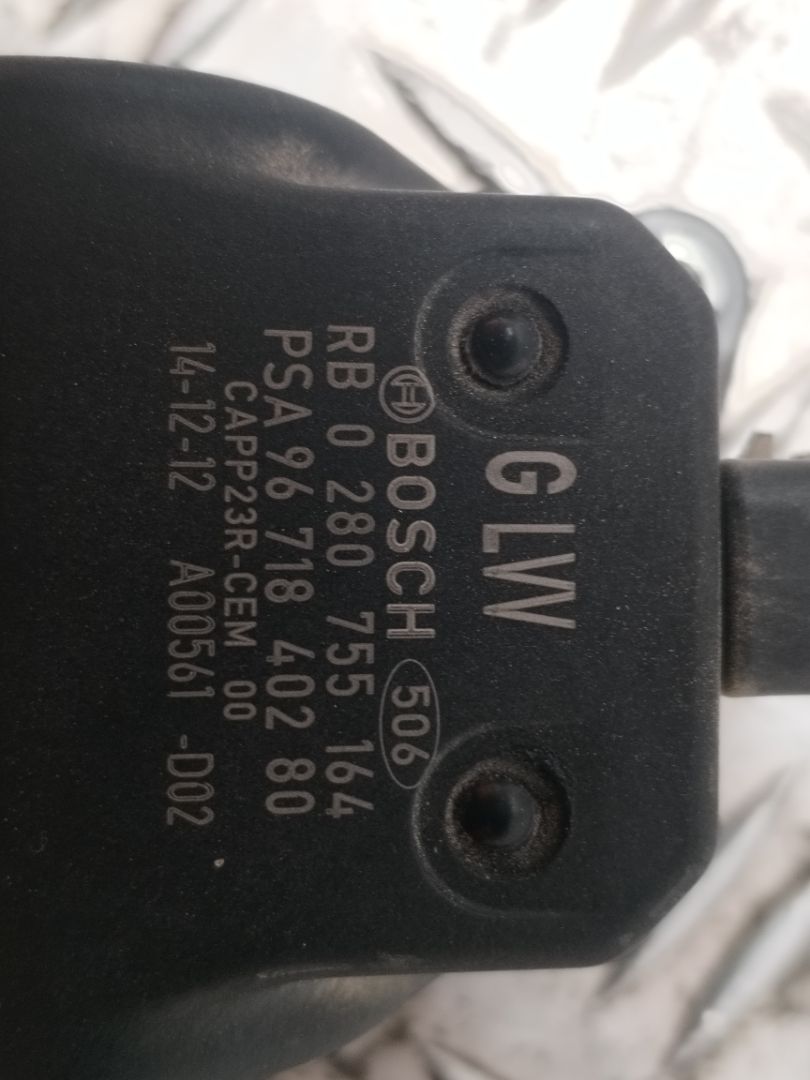 G LW
BOSCH 506
RB 0 280 755 164
PSA 96 718 402 80
CAPP23R-CEM 00
14-12-12 A00561 -D02